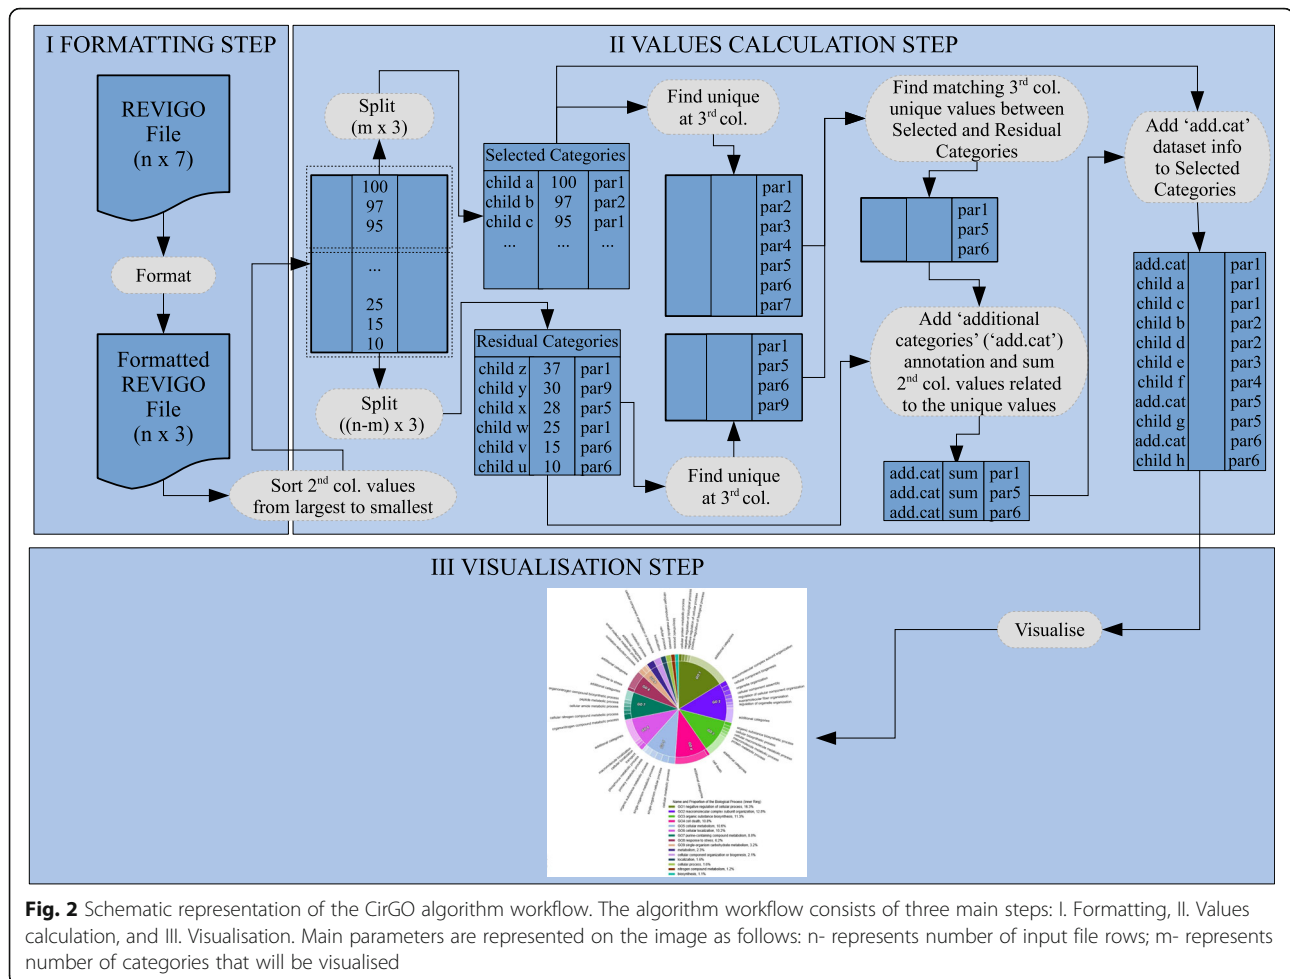 I FORMATTING STEP
REVIGO
File
(n x 7)
Format
Formatted
REVIGO
File
(n x 3)
Sort 2nd col. values
from largest to smallest
II VALUES CALCULATION STEP
Split
(m x 3)
100
97
95
...
25
15
10
Split
((n-m) x 3)
Selected Categories
child a 100 par1
child b 97 par2
child c 95 par1
... ... ...
Residual Categories
child z 37 par1
child y 30 par9
child x 28 par5
child w 25 par1
child v 15 par6
child u 10 par6
Find unique
at 3rd col.
par1
par2
par3
par4
par5
par6
par7
par1
par5
par6
par9
Find unique
at 3rd col.
Find matching 3rd col.
unique values between
Selected and Residual
Categories
par1
par5
par6
Add ‘additional
categories’ (‘add.cat’)
annotation and sum
2nd col. values related
to the unique values
add.cat sum par1
add.cat sum par5
add.cat sum par6
Add ‘add.cat’
dataset info
to Selected
Categories
add.cat par1
child a par1
child c par1
child b par2
child d par2
child e par3
child f par4
add.cat par5
child g par5
add.cat par6
child h par6
III VISUALISATION STEP
Visualise
Name and Proportion of the Biological Process (Inner Ring)
Fig. 2 Schematic representation of the CirGO algorithm workflow. The algorithm workflow consists of three main steps: I. Formatting, II. Values
calculation, and III. Visualisation. Main parameters are represented on the image as follows: n- represents number of input file rows; m- represents
number of categories that will be visualised